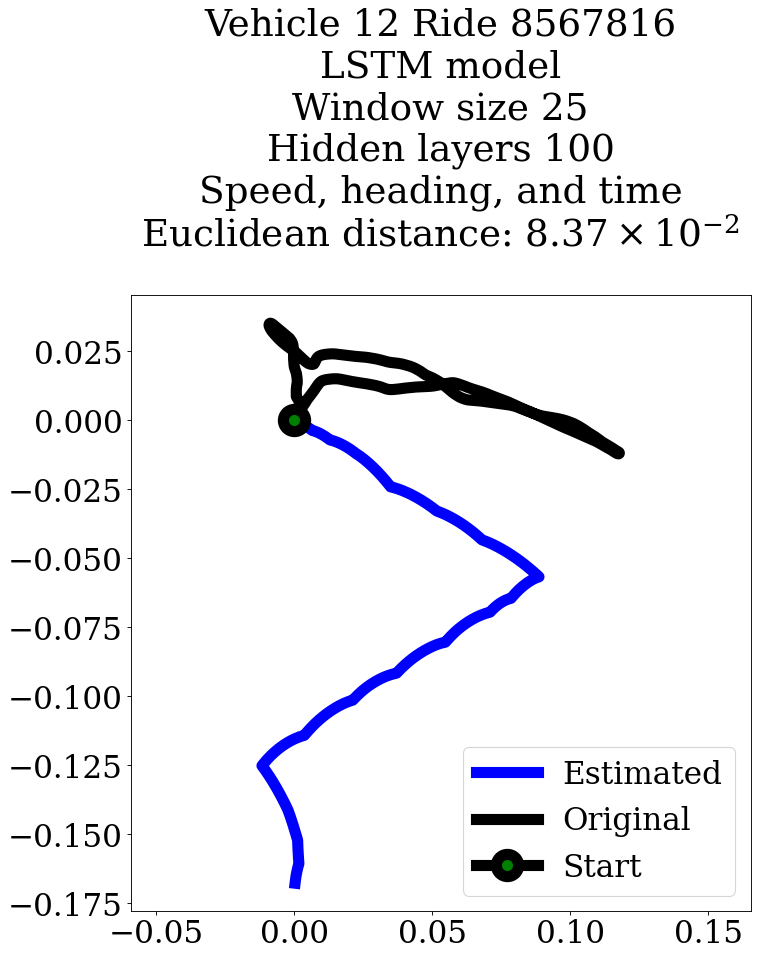 Vehicle 12 Ride 8567816
LSTM model
Window size 25
Hidden layers 100
Speed, heading, and time
Euclidean distance: 8.37 × 10⁻²
0.025
0.000
−0.025
−0.050
−0.075
−0.100
−0.125
−0.150
−0.175
−0.05 0.00 0.05 0.10 0.15
Estimated
Original
Start